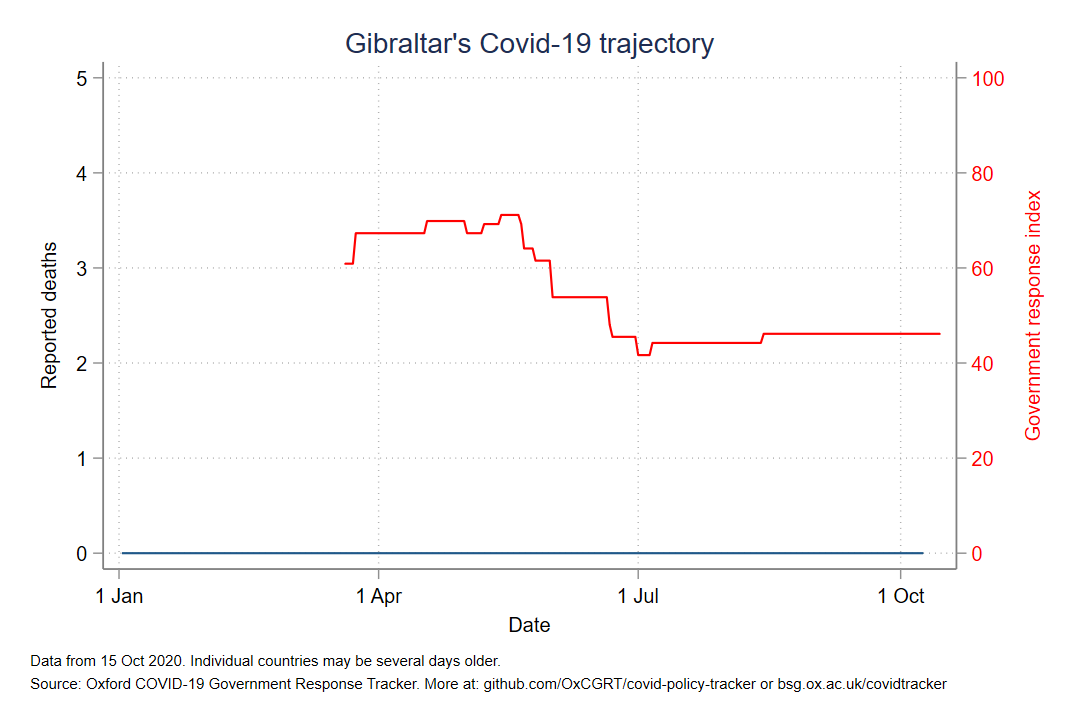 Gibraltar's Covid-19 trajectory
5
4
3
2
1
0
Reported deaths
100
80
60
40
20
0
Government response index
1 Jan
1 Apr
1 Jul
1 Oct
Date
Data from 15 Oct 2020. Individual countries may be several days older.
Source: Oxford COVID-19 Government Response Tracker. More at: github.com/OxCGRT/covid-policy-tracker or bsg.ox.ac.uk/covidtracker